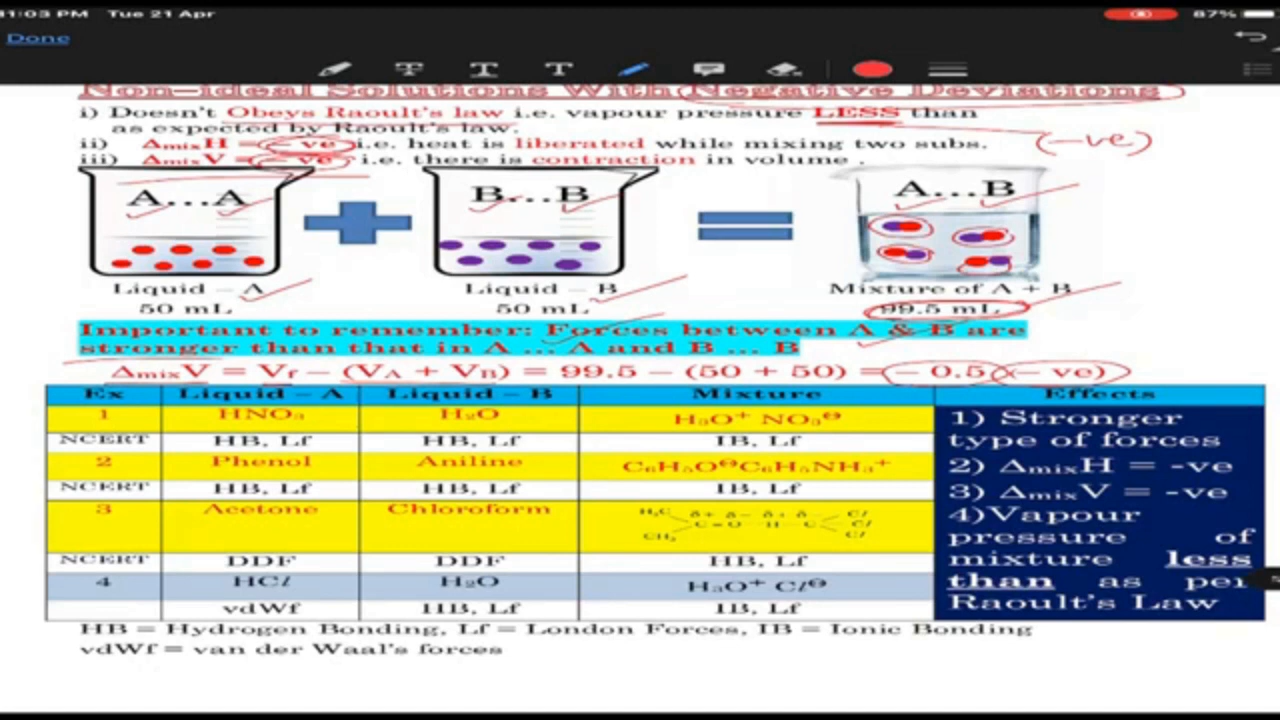 11:03 PM Tue 21 Apr 87%
Done
T T T
Non-ideal Solutions With Negative Deviations
i) Doesn't Obeys Raoult's law i.e. vapour pressure LESS than
as expected by Raoult's law.
ii) ΔmixH = - ve i.e. heat is liberated while mixing two subs. (-ve)
iii) ΔmixV = - ve i.e. there is contraction in volume .
A...A B...B A...B
Liquid - A Liquid - B Mixture of A + B
50 mL 50 mL 99.5 mL
Important to remember: Forces between A & B are
stronger than that in A ... A and B ... B
ΔmixV = Vf - (VA + VB) = 99.5 - (50 + 50) = - 0.5 (- ve)
Ex Liquid - A Liquid - B Mixture Effects
1 HNO₃ H₂O H₃O⁺ NO₃⊖
NCERT HB, Lf HB, Lf IB, Lf
2 Phenol Aniline C₆H₅O⊖C₆H₅NH₃⁺
NCERT HB, Lf HB, Lf IB, Lf
3 Acetone Chloroform
H₃C δ+ δ- δ+ δ- Cl
C=O H-C Cl
CH₃ Cl
NCERT DDF DDF HB, Lf
4 HCl H₂O H₃O⁺ Cl⊖
vdWf HB, Lf IB, Lf
1) Stronger
type of forces
2) ΔmixH = -ve
3) ΔmixV = -ve
4)Vapour
pressure of
mixture less
than as per
Raoult's Law
HB = Hydrogen Bonding, Lf = London Forces, IB = Ionic Bonding
vdWf = van der Waal's forces